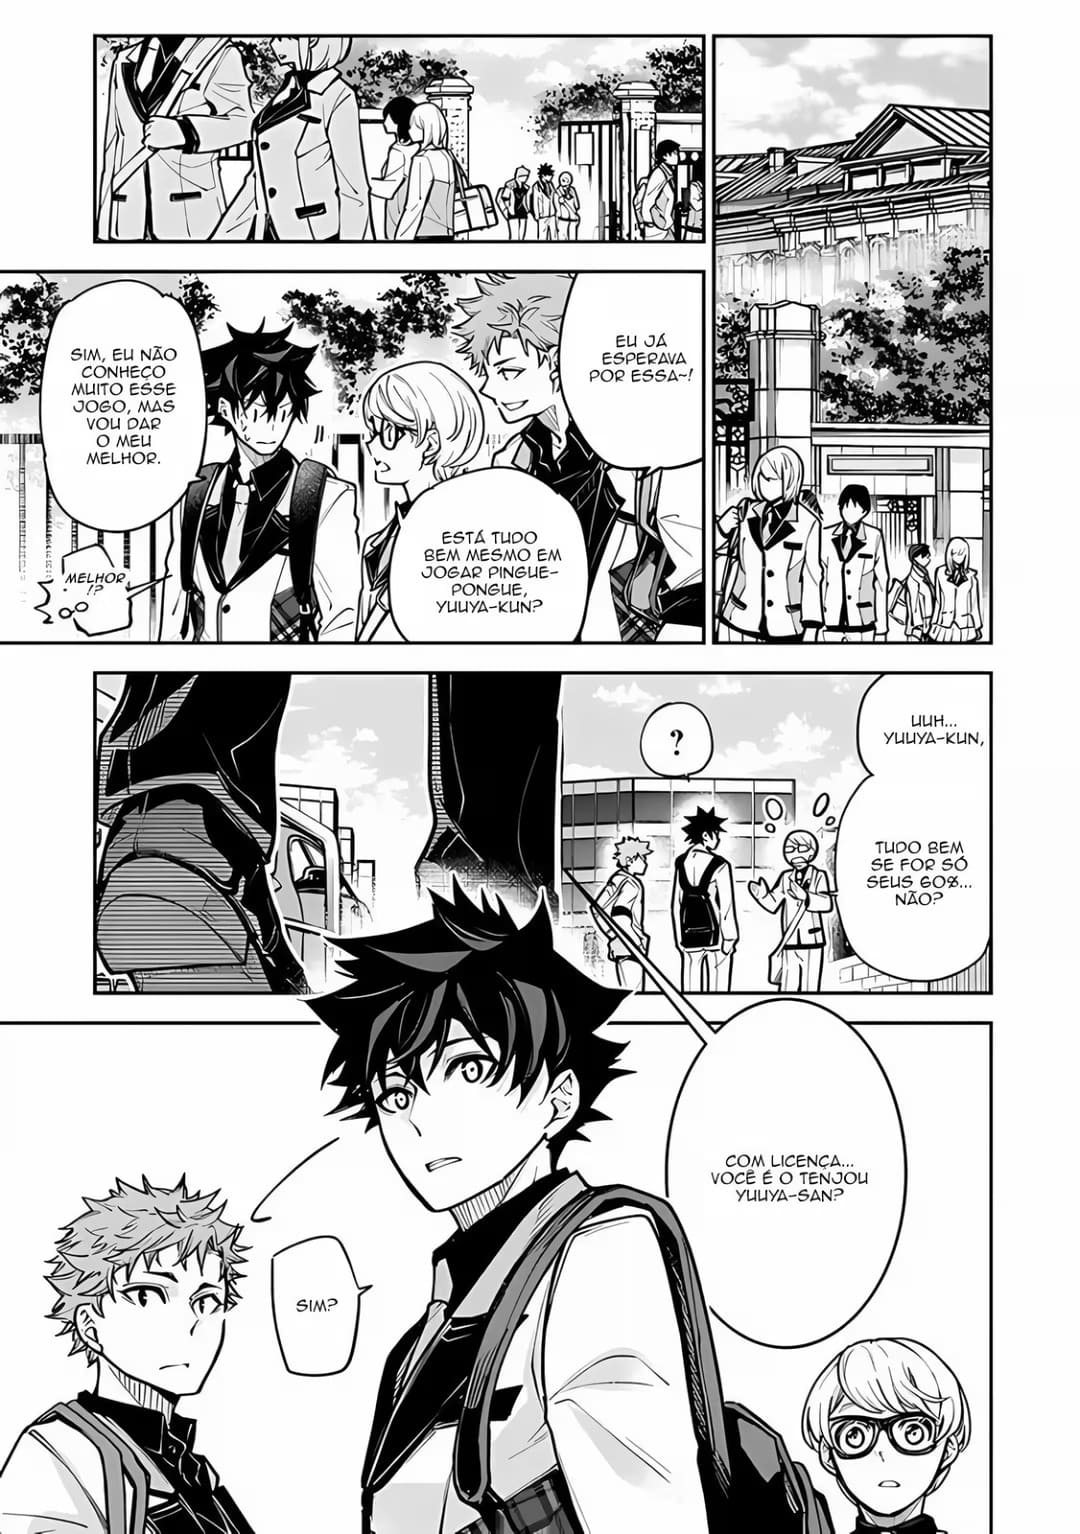 EU JÁ
ESPERAVA
POR ESSA~!
ESTÁ TUDO
BEM MESMO EM
JOGAR PINGUE-
PONGUE,
YUUYA-KUN?
SIM, EU NÃO
CONHEÇO
MUITO ESSE
JOGO, MAS
VOU DAR
O MEU
MELHOR.
MELHOR
!?
UUH...
YUUYA-KUN,
TUDO BEM
SE FOR SÓ
SEUS 60%...
NÃO?
?
COM LICENÇA...
VOCÊ É O TENJOU
YUUYA-SAN?
SIM?